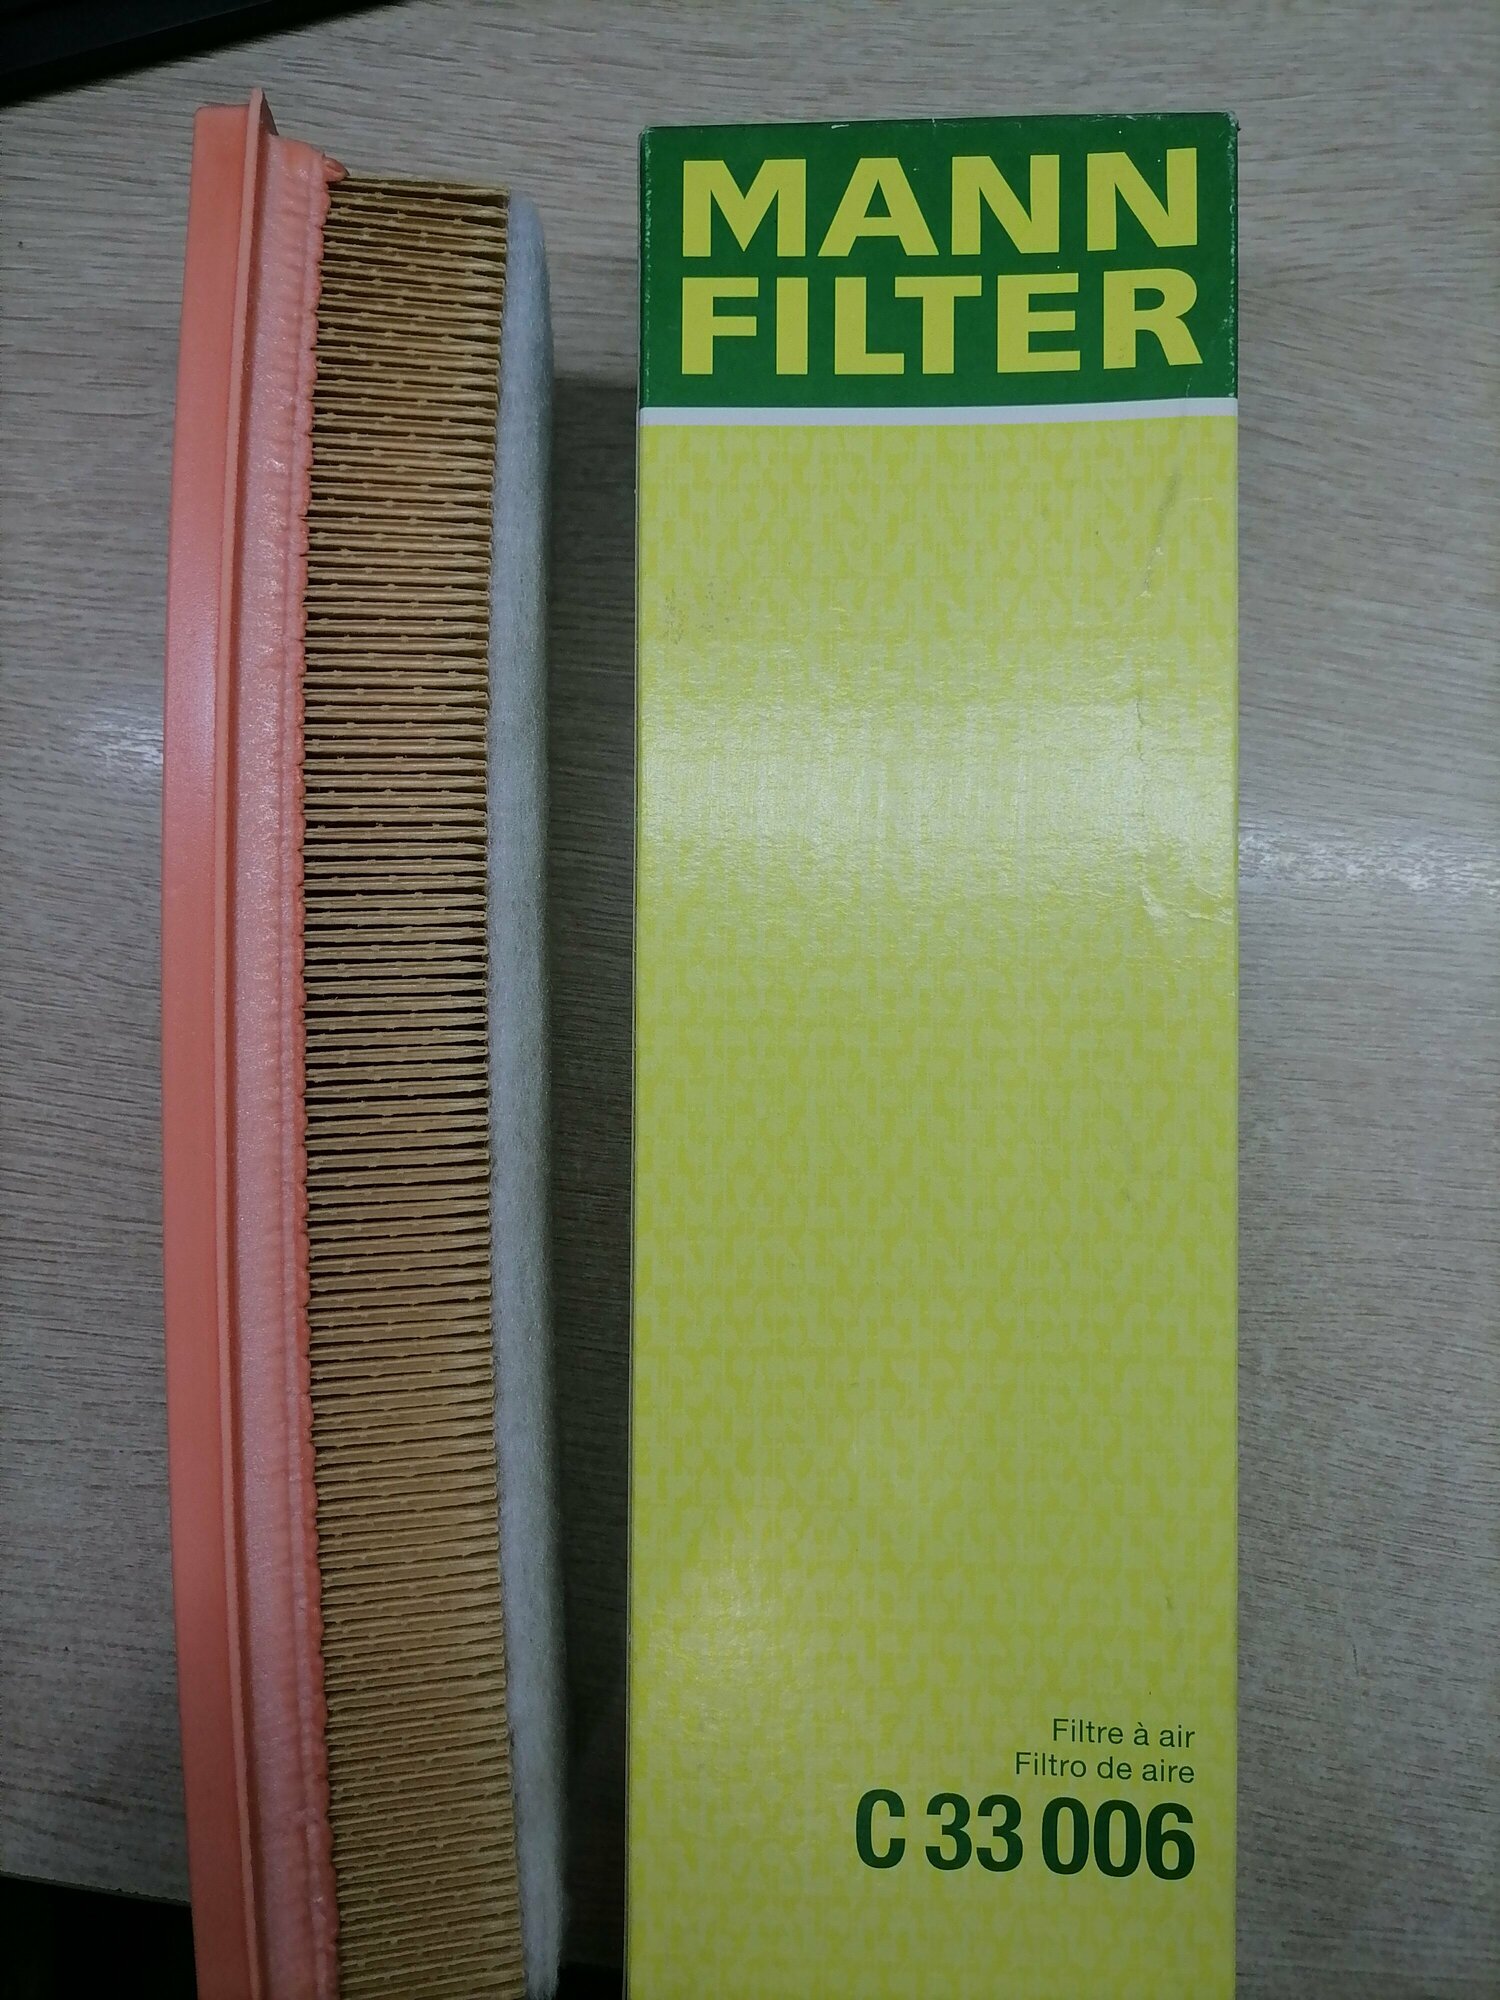 MANN
FILTER
Filtre à air
Filtro de aire
C 33 006